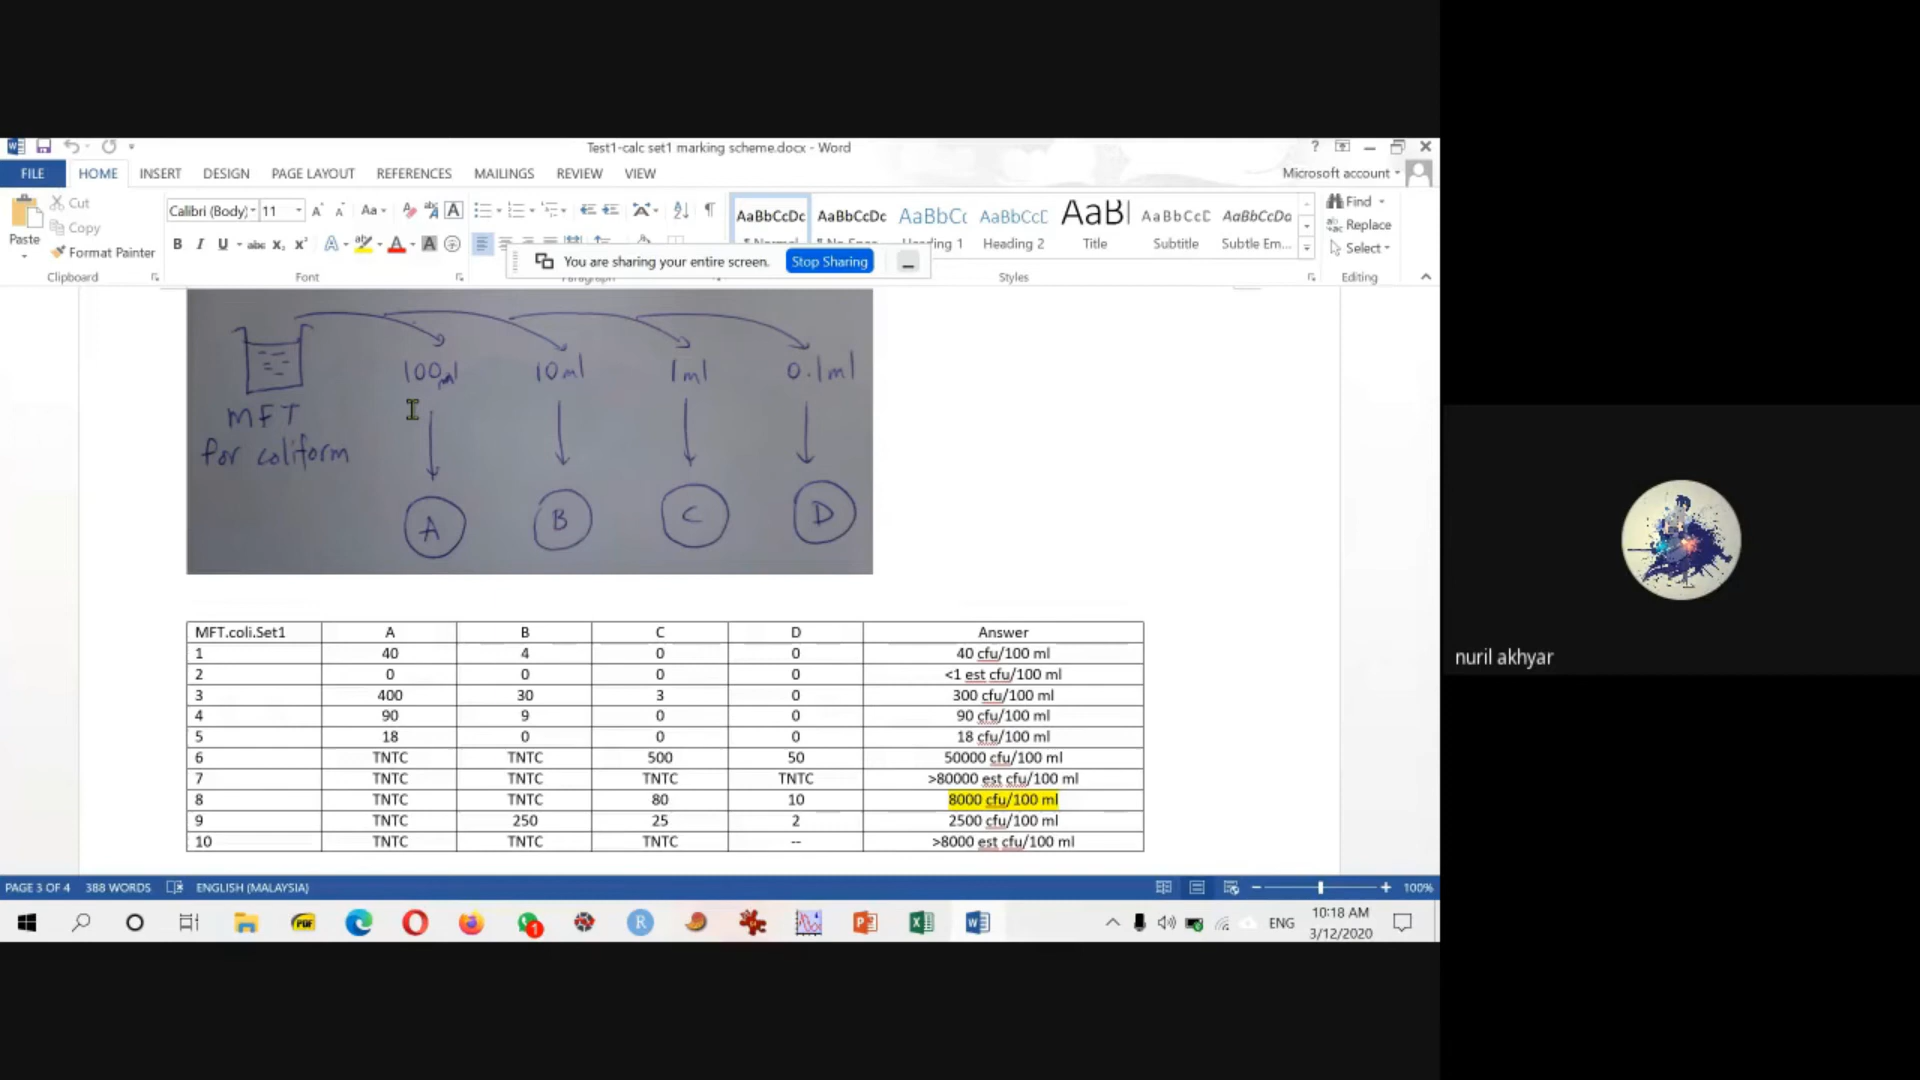 Test1-calc set1 marking scheme.docx - Word
FILE HOME INSERT DESIGN PAGE LAYOUT REFERENCES MAILINGS REVIEW VIEW
Microsoft account
Cut
Copy
Format Painter
Paste
Clipboard
Calibri (Body) 11
Font
AaBbCcDc AaBbCcDc AaBbCc AaBbCcD AaB AaBbCcD AaBbCcDa
Heading 1 Heading 2 Title Subtitle Subtle Em...
Styles
Find
Replace
Select
Editing
You are sharing your entire screen. Stop Sharing
100ml 10ml 1ml 0.1ml
MFT
for coliform
A B C D
MFT.coli.Set1 A B C D Answer
1 40 4 0 0 40 cfu/100 ml
2 0 0 0 0 <1 est cfu/100 ml
3 400 30 3 0 300 cfu/100 ml
4 90 9 0 0 90 cfu/100 ml
5 18 0 0 0 18 cfu/100 ml
6 TNTC TNTC 500 50 50000 cfu/100 ml
7 TNTC TNTC TNTC TNTC >80000 est cfu/100 ml
8 TNTC TNTC 80 10 8000 cfu/100 ml
9 TNTC 250 25 2 2500 cfu/100 ml
10 TNTC TNTC TNTC -- >8000 est cfu/100 ml
PAGE 3 OF 4 388 WORDS ENGLISH (MALAYSIA) 100%
ENG
10:18 AM
3/12/2020
nuril akhyar